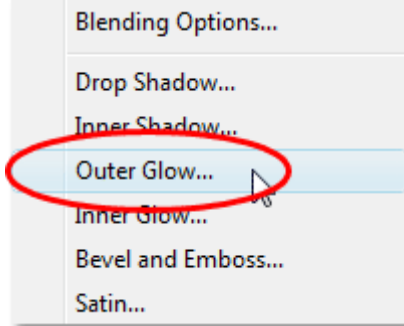 Blending Options...
Drop Shadow...
Inner Shadow...
Outer Glow...
Inner Glow...
Bevel and Emboss...
Satin...